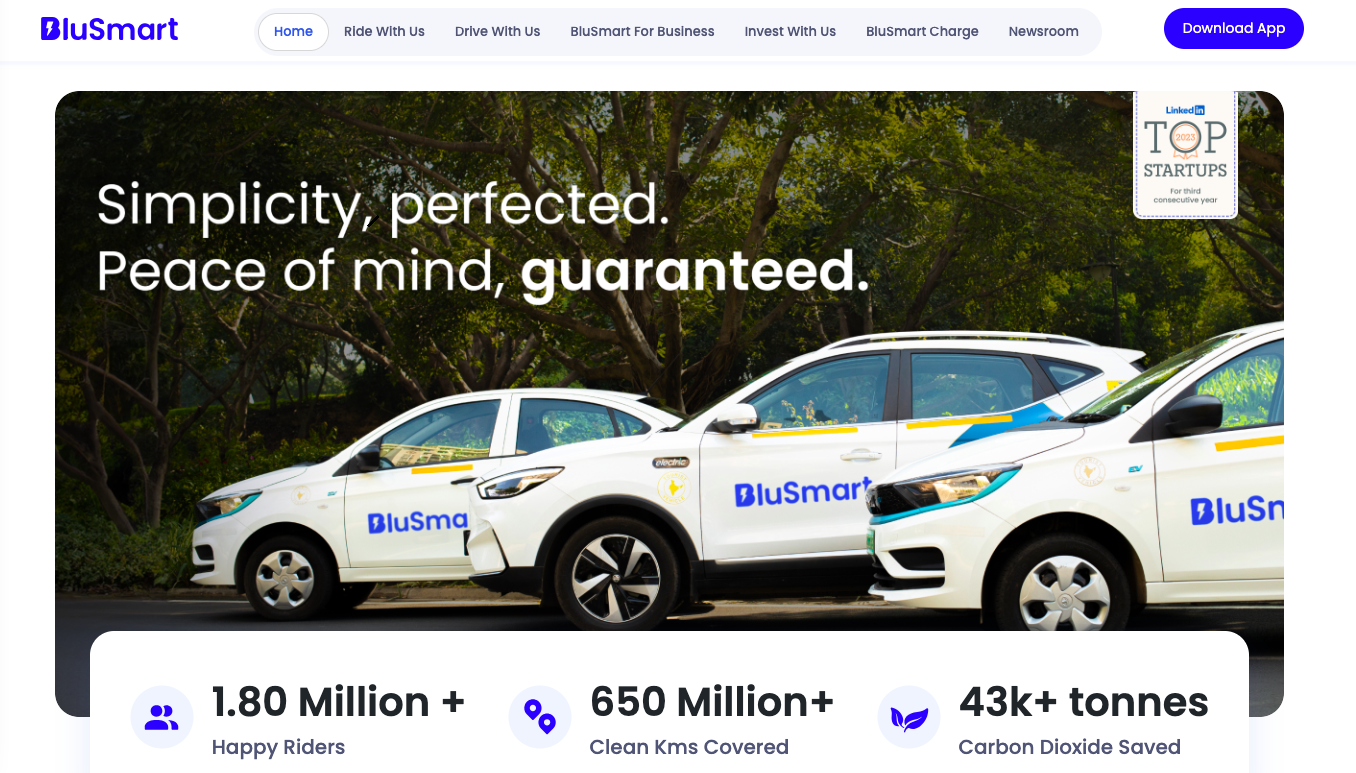 BluSmart
Home
Ride With Us
Drive With Us
BluSmart For Business
Invest With Us
BluSmart Charge
Newsroom
Download App
Linked in
TOP
2023
STARTUPS
For third
consecutive year
Simplicity, perfected.
Peace of mind, guaranteed.
electric
BluSma
BluSmart
BluSm
1.80 Million +
Happy Riders
650 Million+
Clean Kms Covered
43k+ tonnes
Carbon Dioxide Saved